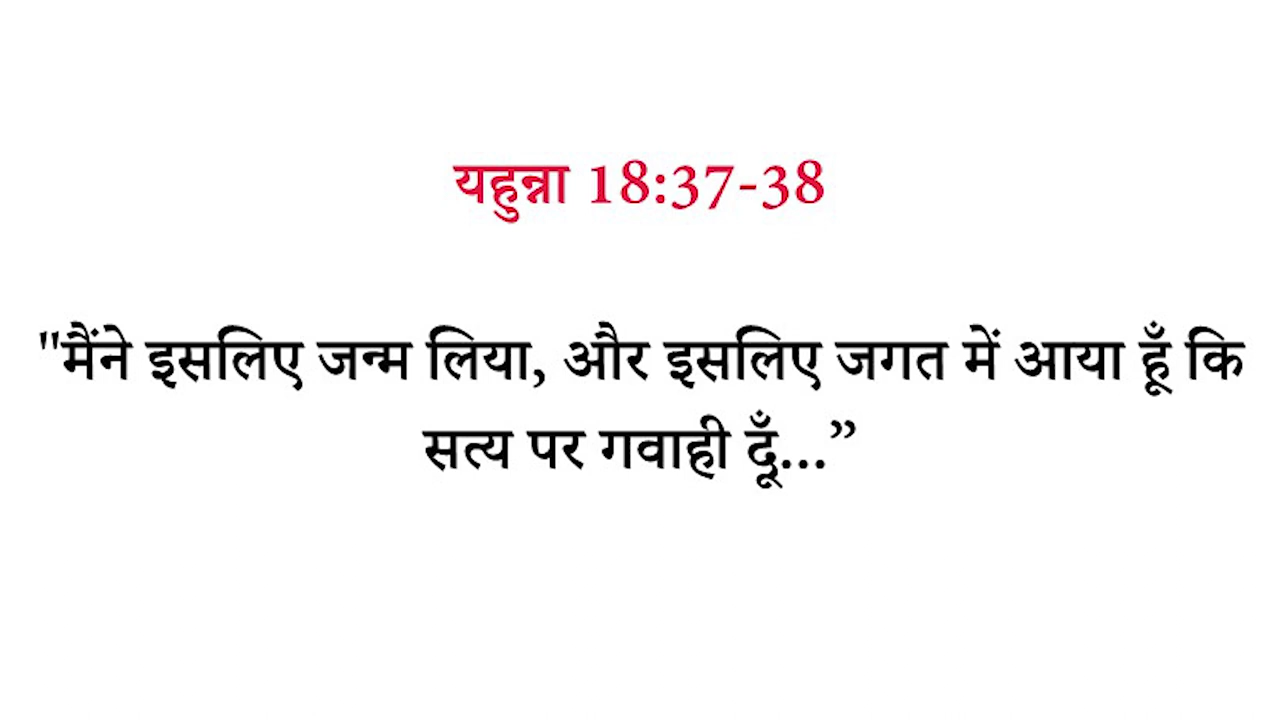 यहुन्ना 18:37-38
"मैंने इसलिए जन्म लिया, और इसलिए जगत में आया हूँ कि
सत्य पर गवाही दूँ...”